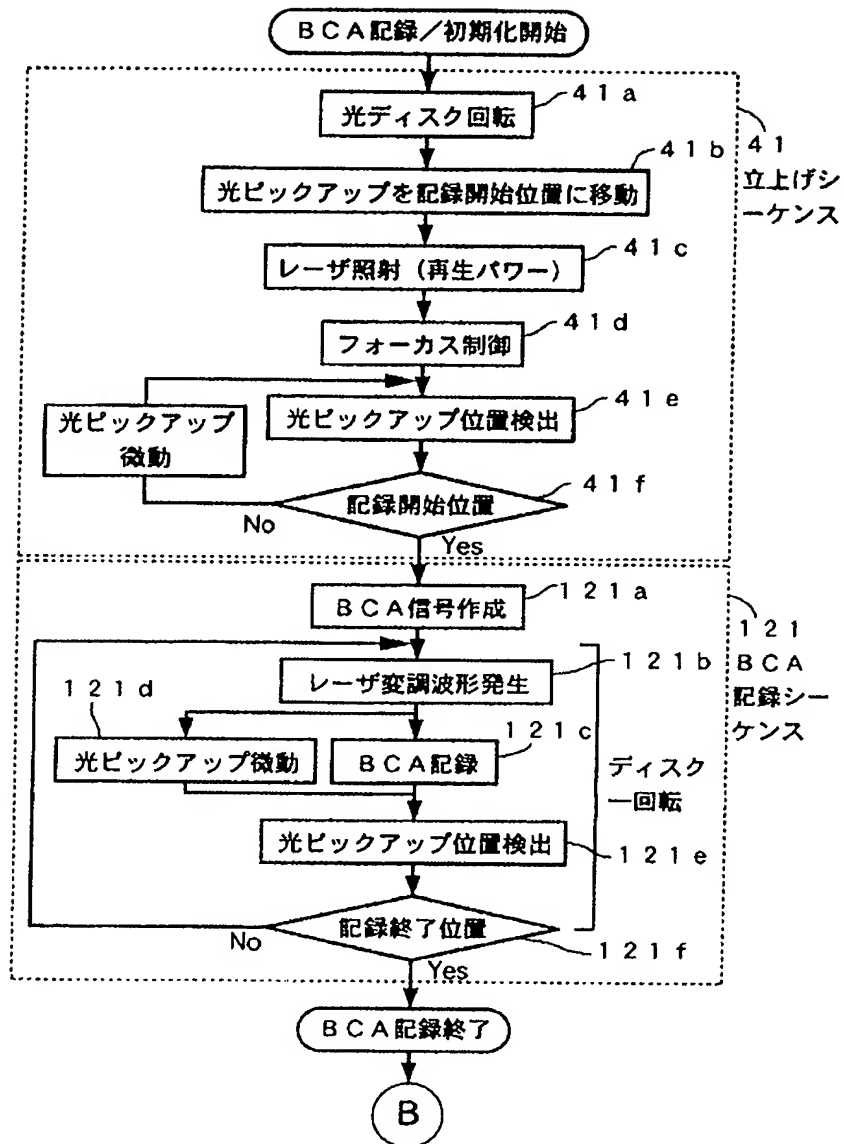 BCA記録／初期化開始
41a
光ディスク回転
41
立上げシ
ーケンス
41b
光ピックアップを記録開始位置に移動
41c
レーザ照射（再生パワー）
41d
フォーカス制御
41e
光ピックアップ位置検出
光ピックアップ
微動
41f
記録開始位置
No
Yes
121a
BCA信号作成
121
BCA
記録シー
ケンス
121b
レーザ変調波形発生
121d
121c
光ピックアップ微動
BCA記録
ディスク
一回転
光ピックアップ位置検出
121e
記録終了位置
No
121f
Yes
BCA記録終了
B